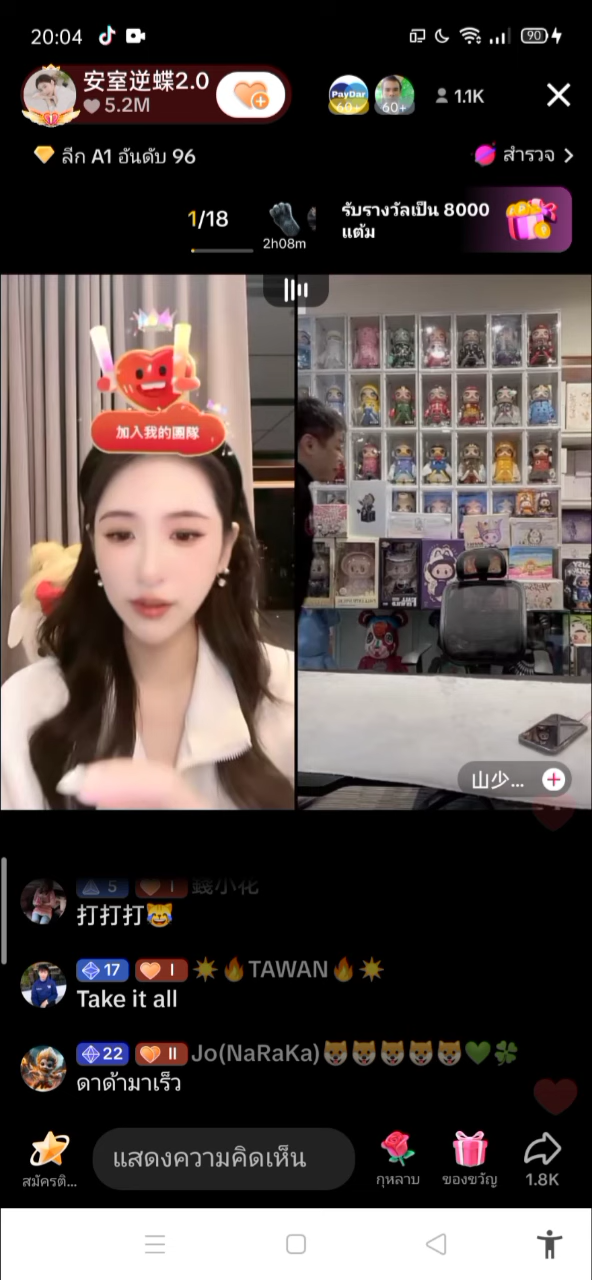 20:04
90
安室逆蝶2.0
5.2M
PayDar
60+
60+
1.1K
ลีก A1 อันดับ 96
สำรวจ
1/18
2h08m
รับรางวัลเป็น 8000
แต้ม
加入我的團隊
山少...
5 I 錢小花
打打打😹
17 I ☀️🔥TAWAN🔥☀️
Take it all
22 II Jo(NaRaKa)🐯🐯🐯🐯🐯💚🍀
ดาด้ามาเร็ว
สมัครติ...
แสดงความคิดเห็น
กุหลาบ
ของขวัญ
1.8K